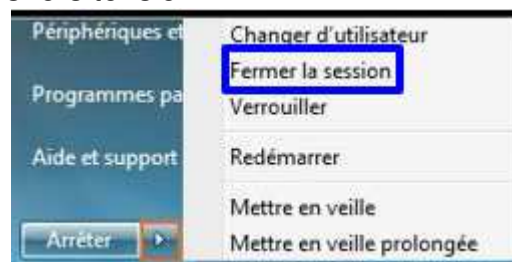 Périphériques et
Programmes pa
Aide et support
Arrêter
Changer d'utilisateur
Fermer la session
Verrouiller
Redémarrer
Mettre en veille
Mettre en veille prolongée